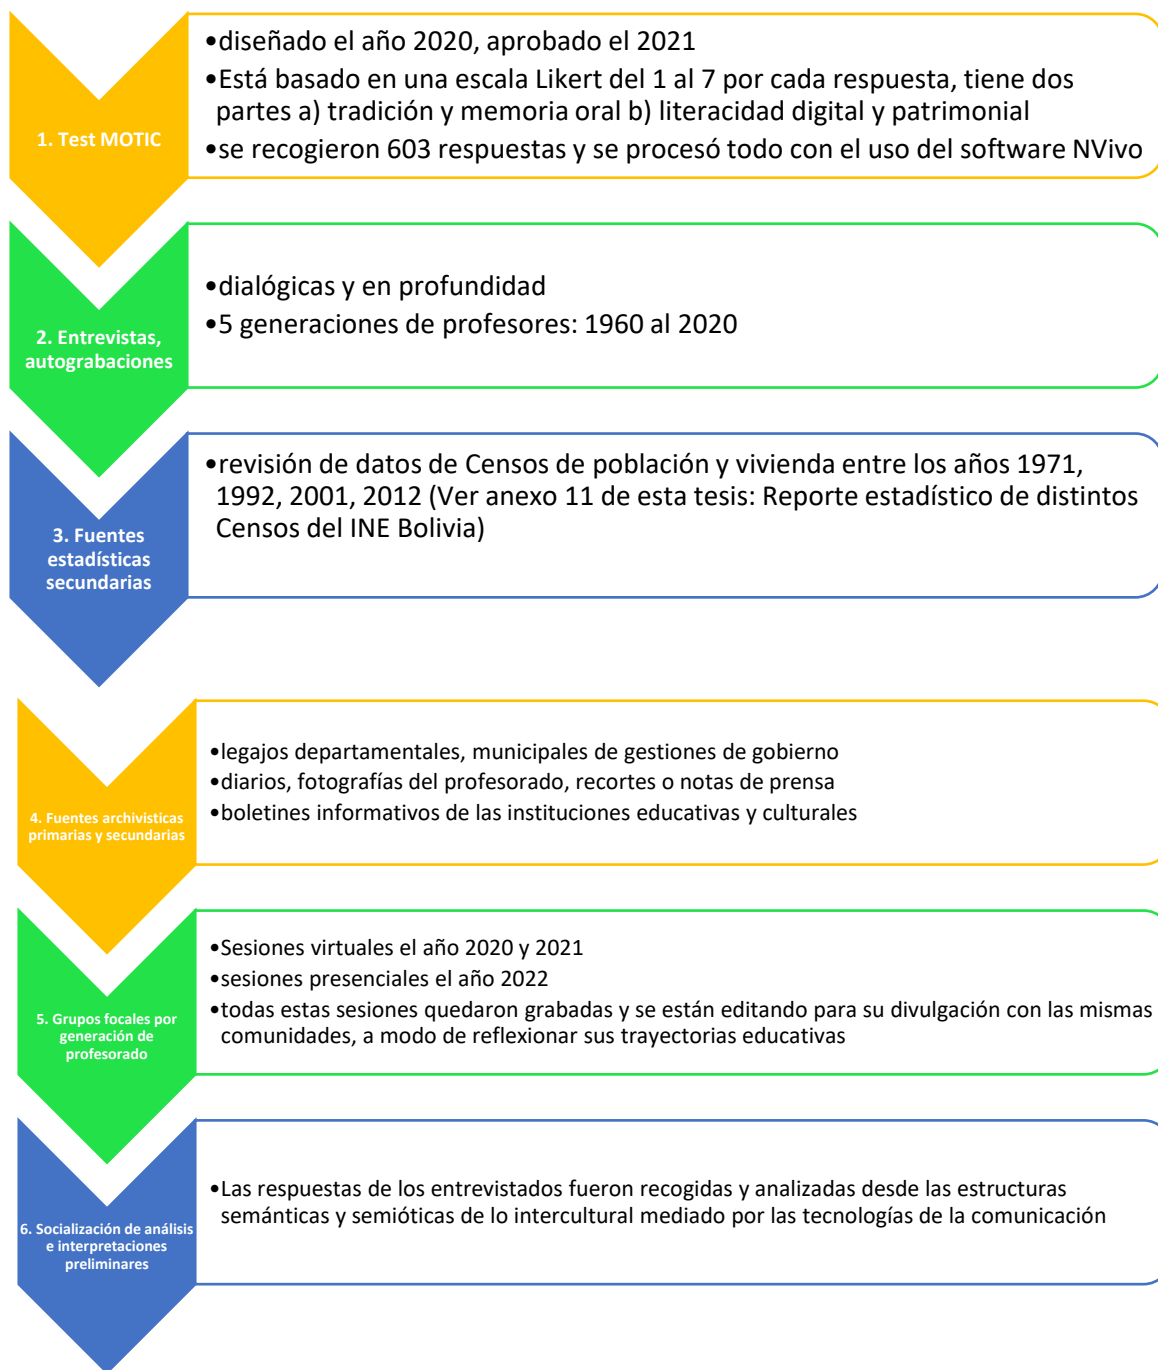 1. Test MOTIC
•diseñado el año 2020, aprobado el 2021
•Está basado en una escala Likert del 1 al 7 por cada respuesta, tiene dos
partes a) tradición y memoria oral b) literacidad digital y patrimonial
•se recogieron 603 respuestas y se procesó todo con el uso del software NVivo
2. Entrevistas,
autograbaciones
•dialógicas y en profundidad
•5 generaciones de profesores: 1960 al 2020
3. Fuentes
estadísticas
secundarias
•revisión de datos de Censos de población y vivienda entre los años 1971,
1992, 2001, 2012 (Ver anexo 11 de esta tesis: Reporte estadístico de distintos
Censos del INE Bolivia)
4. Fuentes archivisticas
primarias y secundarias
•legajos departamentales, municipales de gestiones de gobierno
•diarios, fotografías del profesorado, recortes o notas de prensa
•boletines informativos de las instituciones educativas y culturales
5. Grupos focales por
generación de
profesorado
•Sesiones virtuales el año 2020 y 2021
•sesiones presenciales el año 2022
•todas estas sesiones quedaron grabadas y se están editando para su divulgación con las mismas
comunidades, a modo de reflexionar sus trayectorias educativas
6. Socialización de análisis
e interpretaciones
preliminares
•Las respuestas de los entrevistados fueron recogidas y analizadas desde las estructuras
semánticas y semióticas de lo intercultural mediado por las tecnologías de la comunicación